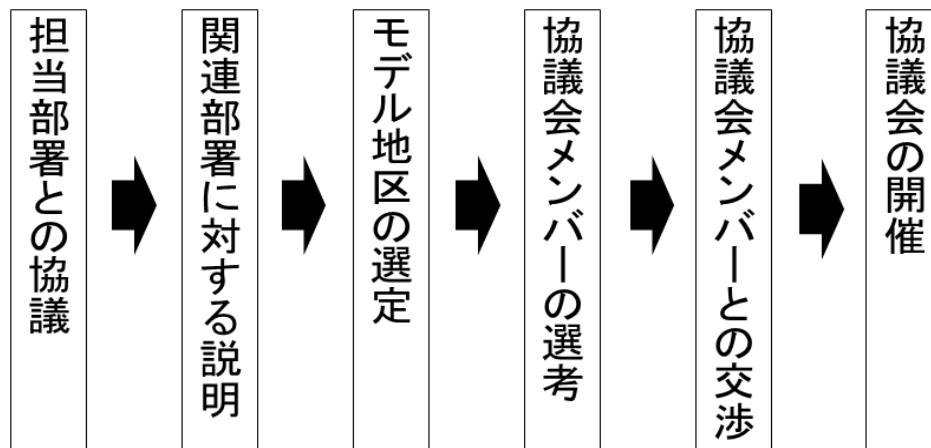 担当部署との協議
関連部署に対する説明
モデル地区の選定
協議会メンバーの選考
協議会メンバーとの交渉
協議会の開催